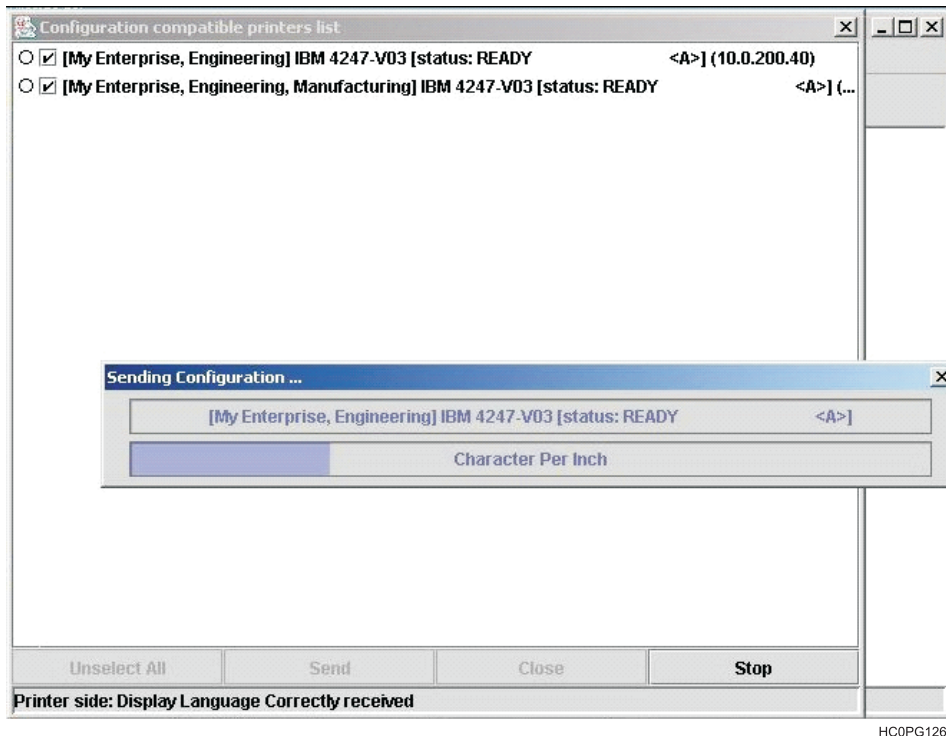 Configuration compatible printers list
[My Enterprise, Engineering] IBM 4247-V03 [status: READY <A>] (10.0.200.40)
[My Enterprise, Engineering, Manufacturing] IBM 4247-V03 [status: READY <A>] (...
Sending Configuration ...
[My Enterprise, Engineering] IBM 4247-V03 [status: READY <A>]
Character Per Inch
Unselect All Send Close Stop
Printer side: Display Language Correctly received
HC0PG126